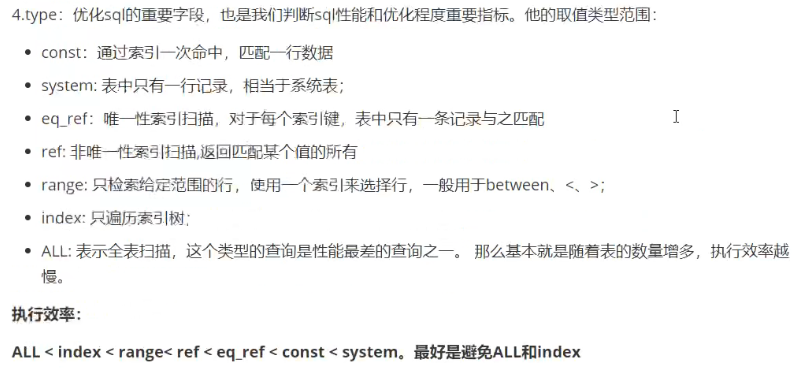 4.type：优化sql的重要字段，也是我们判断sql性能和优化程度重要指标。他的取值类型范围：
• const：通过索引一次命中，匹配一行数据
• system: 表中只有一行记录，相当于系统表；
• eq_ref：唯一性索引扫描，对于每个索引键，表中只有一条记录与之匹配
• ref: 非唯一性索引扫描,返回匹配某个值的所有
• range: 只检索给定范围的行，使用一个索引来选择行，一般用于between、<、>；
• index: 只遍历索引树；
• ALL: 表示全表扫描，这个类型的查询是性能最差的查询之一。 那么基本就是随着表的数量增多，执行效率越
慢。
执行效率：
ALL < index < range< ref < eq_ref < const < system。最好是避免ALL和index